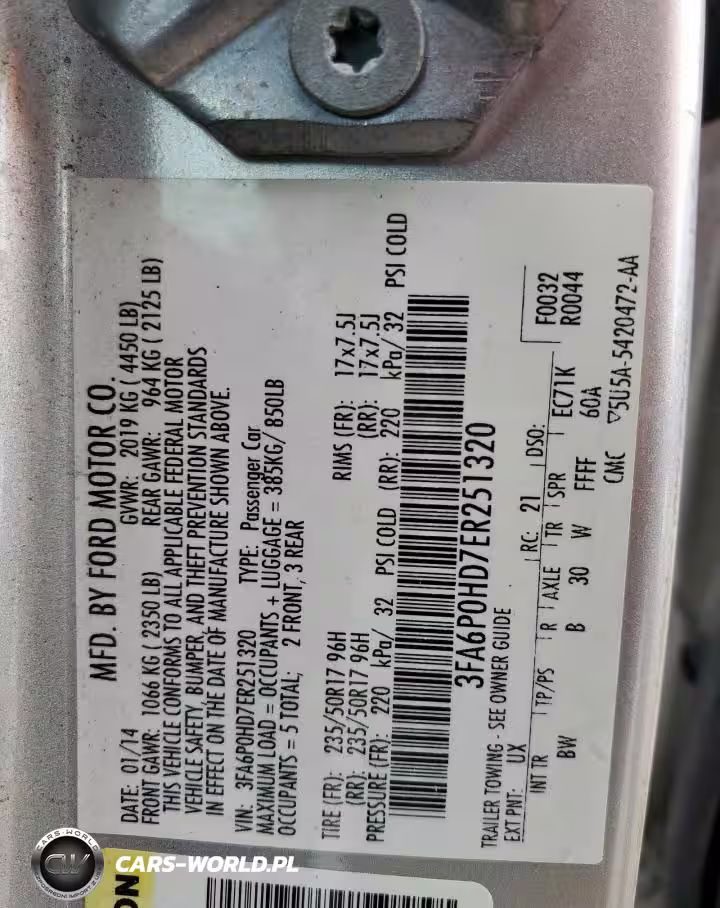 MFD. BY FORD MOTOR CO.
DATE: 01/14 GVWR: 2019 KG ( 4450 LB)
FRONT GAWR: 1066 KG ( 2350 LB) REAR GAWR: 964 KG ( 2125 LB)
THIS VEHICLE CONFORMS TO ALL APPLICABLE FEDERAL MOTOR
VEHICLE SAFETY, BUMPER, AND THEFT PREVENTION STANDARDS
IN EFFECT ON THE DATE OF MANUFACTURE SHOWN ABOVE.
VIN: 3FA6P0HD7ER251320 TYPE: Passenger Car
MAXIMUM LOAD = OCCUPANTS + LUGGAGE = 385KG/ 850LB
OCCUPANTS = 5 TOTAL; 2 FRONT, 3 REAR
TIRE (FR): 235/50R17 96H RIMS (FR): 17x7.5J
(RR): 235/50R17 96H (RR): 17x7.5J
PRESSURE (FR): 220 kPa/ 32 PSI COLD (RR): 220 kPa/ 32 PSI COLD
3FA6P0HD7ER251320
TRAILER TOWING - SEE OWNER GUIDE
EXT PNT: UX RC: 21 DSO: F0032
R0044
INT TR TP/PS R AXLE TR SPR EC71K
BW B 30 W FFFF 60A
CMC ▽5U5A-5420472-AA
CARS-WORLD
CW
CARS-WORLD.PL